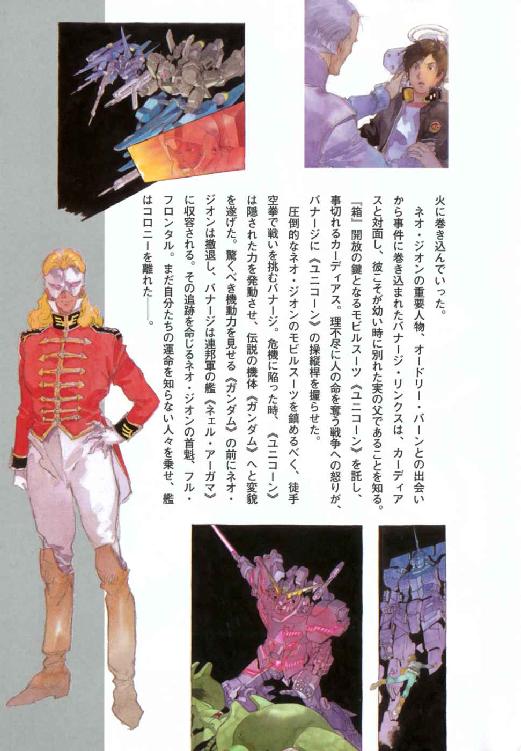 火に巻き込んでいった。
　ネオ・ジオンの重要人物、オードリー・バーンとの出会い
から事件に巻き込まれたバナージ・リンクスは、カーディア
スと対面し、彼こそが幼い時に別れた実の父であることを知る。
『箱』開放の鍵となるモビルスーツ《ユニコーン》を託し、
事切れるカーディアス。理不尽に人の命を奪う戦争への怒りが、
バナージに《ユニコーン》の操縦桿を握らせた。
　圧倒的なネオ・ジオンのモビルスーツを鎮めるべく、徒手
空拳で戦いを挑むバナージ。危機に陥った時、《ユニコーン》
は隠された力を発動させ、伝説の機体《ガンダム》へと変貌
を遂げた。驚くべき機動力を見せる《ガンダム》の前にネオ・
ジオンは撤退し、バナージは連邦軍の艦《ネェル・アーガマ》
に収容される。その追跡を命じるネオ・ジオンの首魁、フル・
フロンタル。まだ自分たちの運命を知らない人々を乗せ、艦
はコロニーを離れた――。